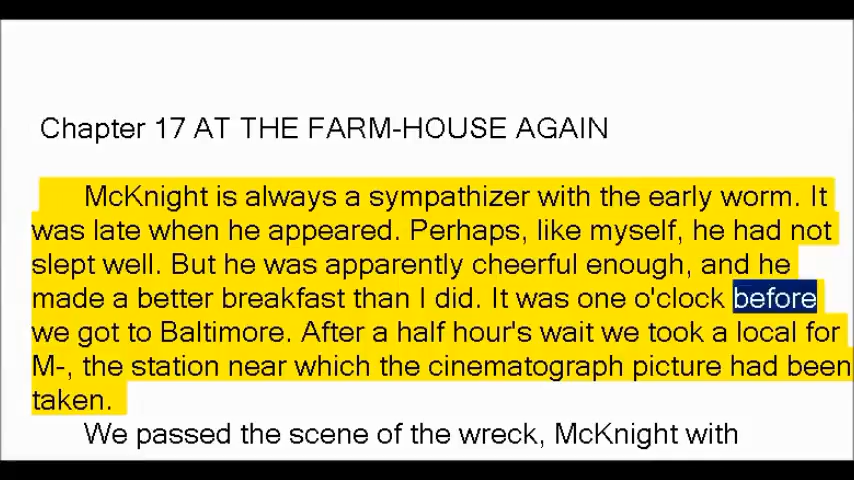 Chapter 17 AT THE FARM-HOUSE AGAIN
McKnight is always a sympathizer with the early worm. It
was late when he appeared. Perhaps, like myself, he had not
slept well. But he was apparently cheerful enough, and he
made a better breakfast than I did. It was one o'clock before
we got to Baltimore. After a half hour's wait we took a local for
M-, the station near which the cinematograph picture had been
taken.
We passed the scene of the wreck, McKnight with